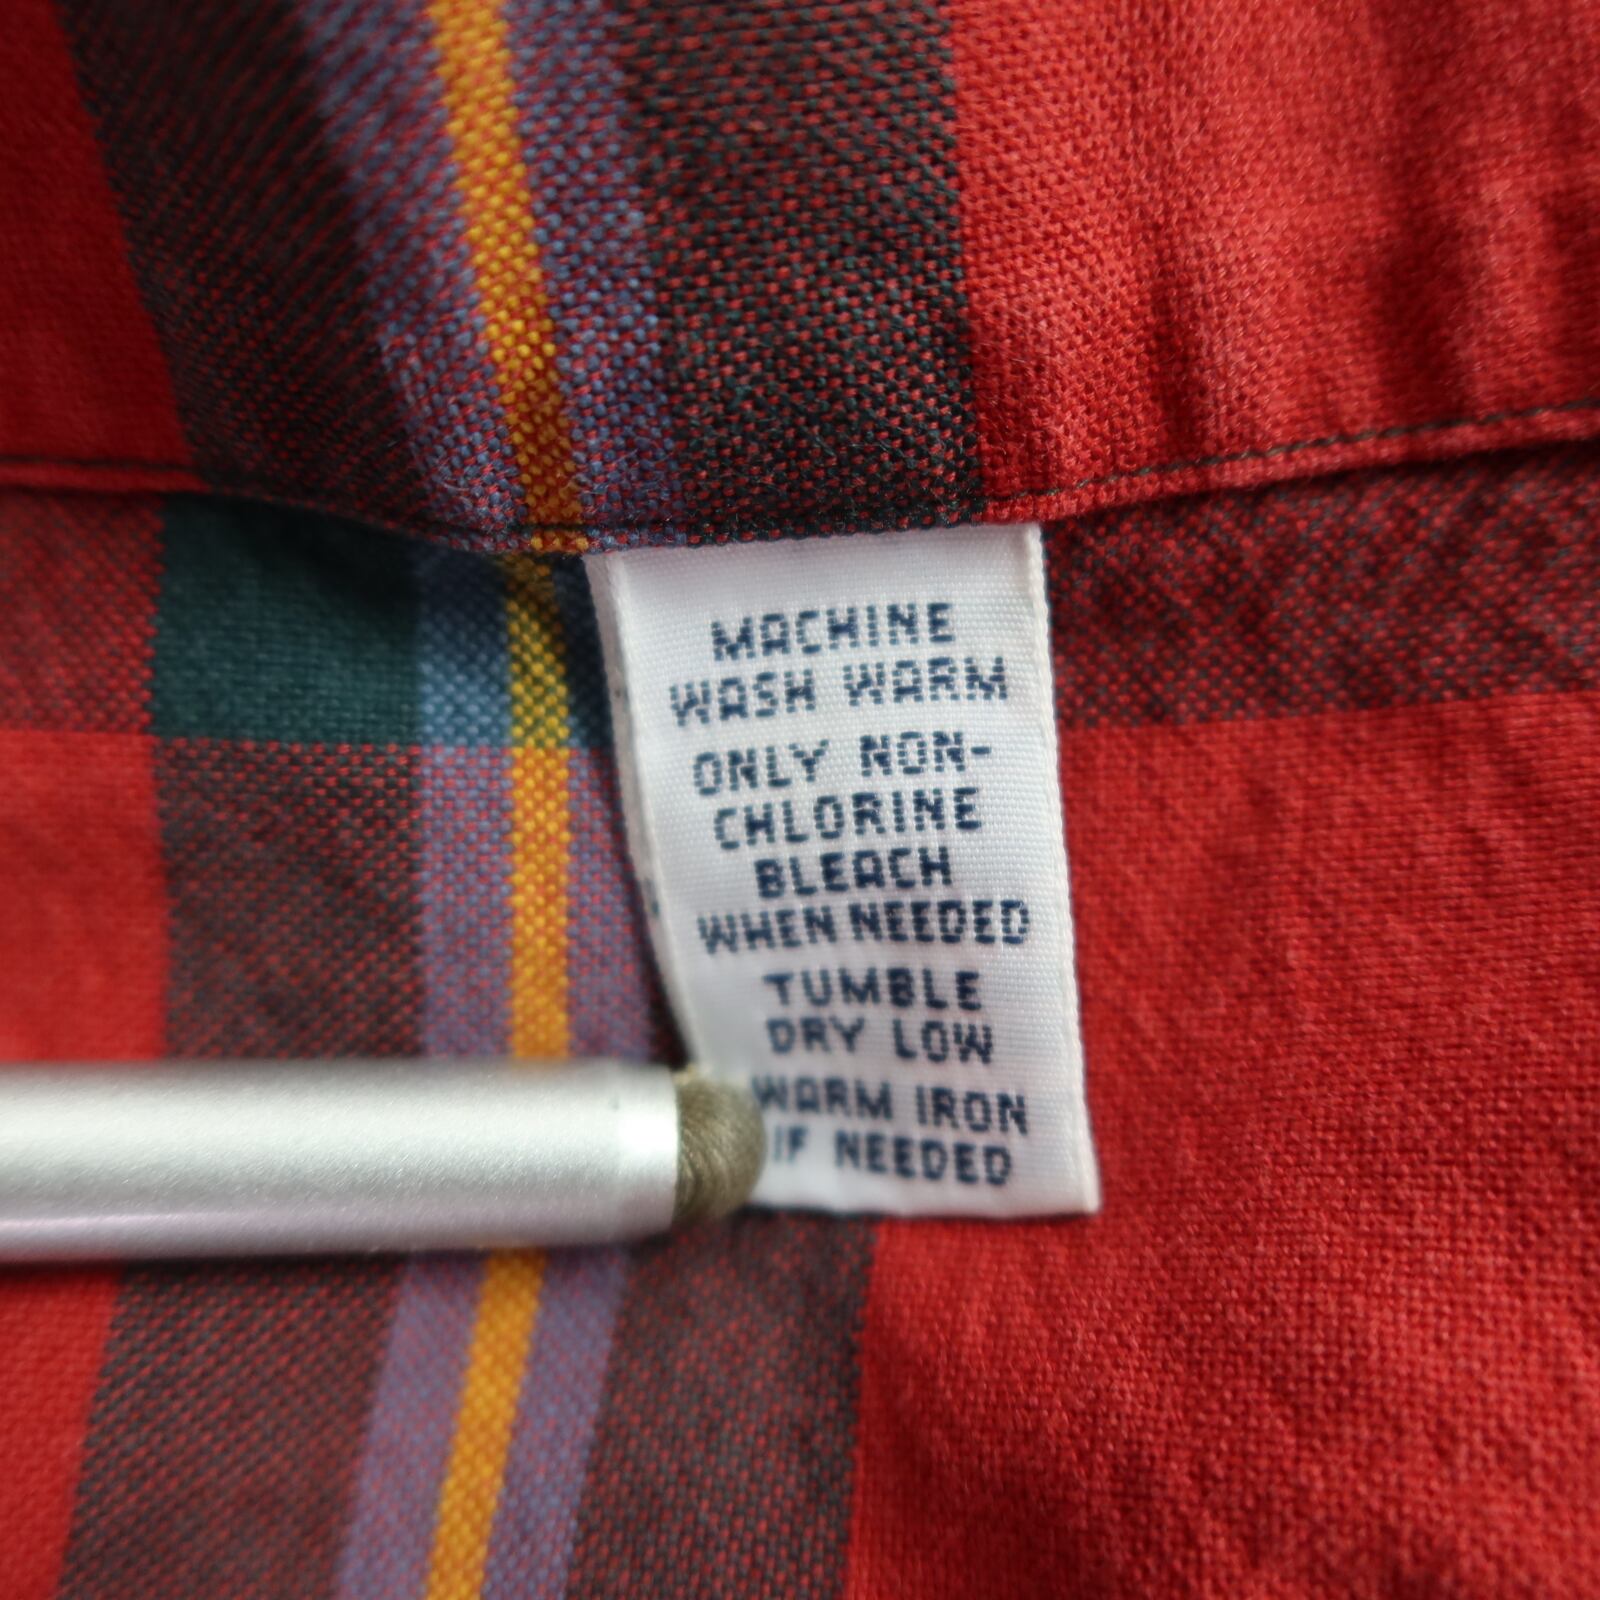 MACHINE
WASH WARM
ONLY NON-
CHLORINE
BLEACH
WHEN NEEDED
TUMBLE
DRY LOW
WARM IRON
IF NEEDED